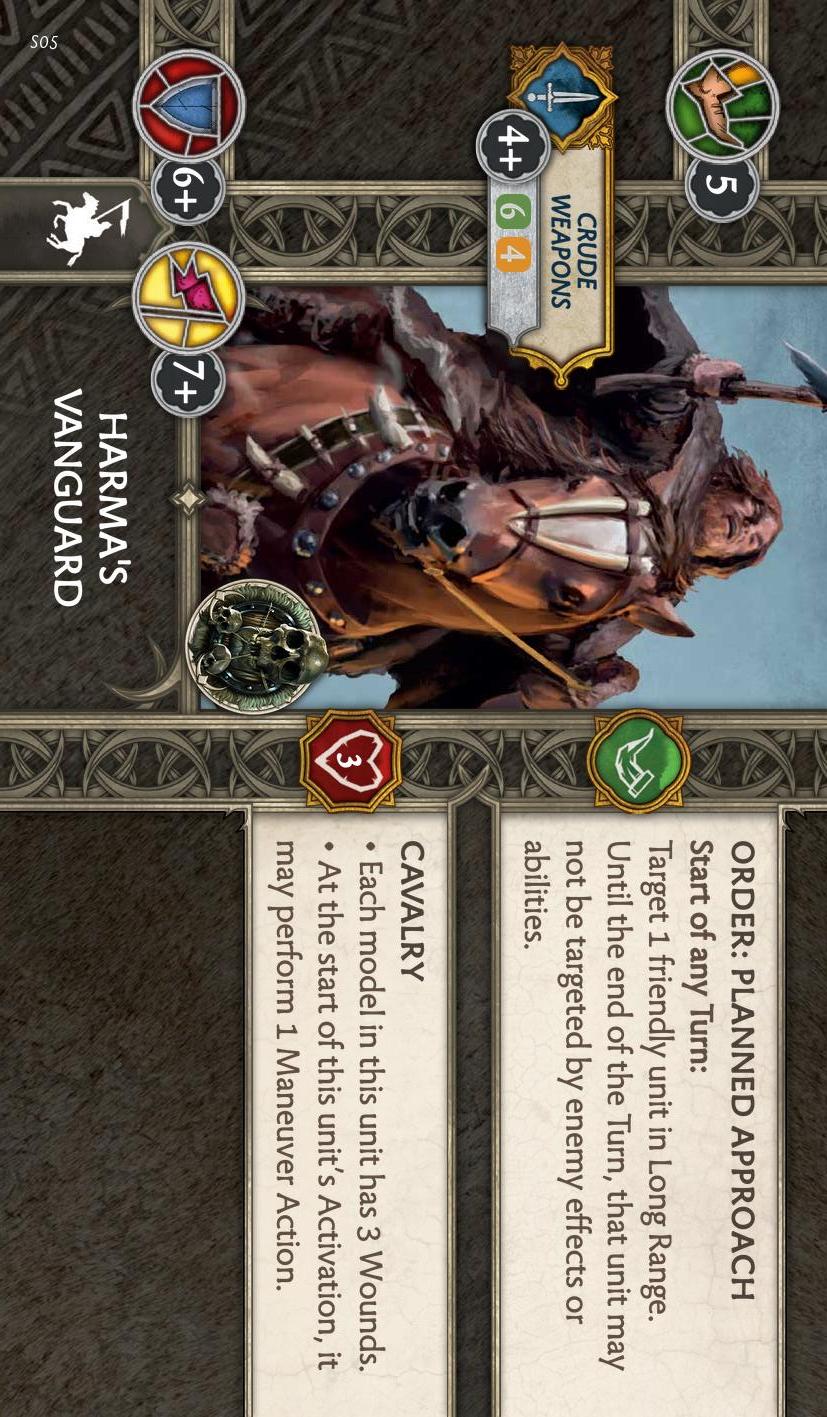 5
CRUDE
WEAPONS
4+
6 4
6+
7+
HARMA'S
VANGUARD
ORDER: PLANNED APPROACH
Start of any Turn:
Target 1 friendly unit in Long Range.
Until the end of the Turn, that unit may
not be targeted by enemy effects or
abilities.
3
CAVALRY
• Each model in this unit has 3 Wounds.
• At the start of this unit's Activation, it
may perform 1 Maneuver Action.
S05